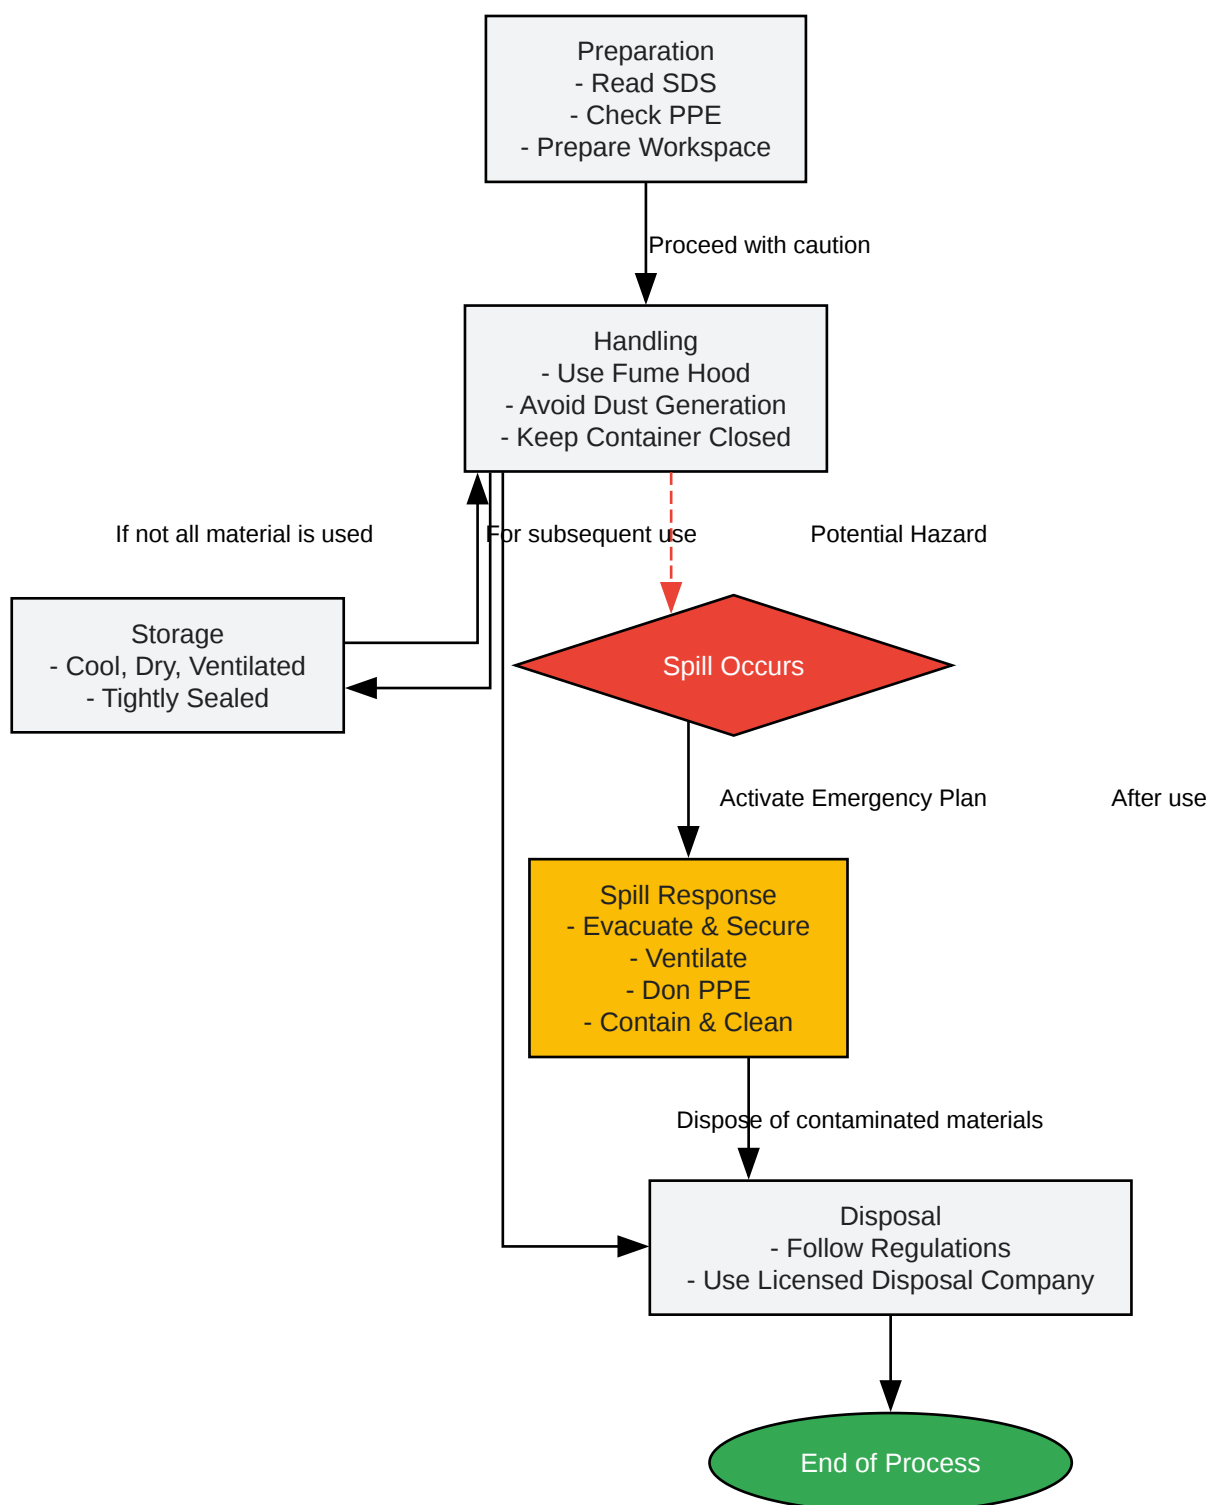 Preparation
- Read SDS
- Check PPE
- Prepare Workspace
Proceed with caution
Handling
- Use Fume Hood
- Avoid Dust Generation
- Keep Container Closed
If not all material is used
For subsequent use
Potential Hazard
Storage
- Cool, Dry, Ventilated
- Tightly Sealed
Spill Occurs
Activate Emergency Plan
After use
Spill Response
- Evacuate & Secure
- Ventilate
- Don PPE
- Contain & Clean
Dispose of contaminated materials
Disposal
- Follow Regulations
- Use Licensed Disposal Company
End of Process